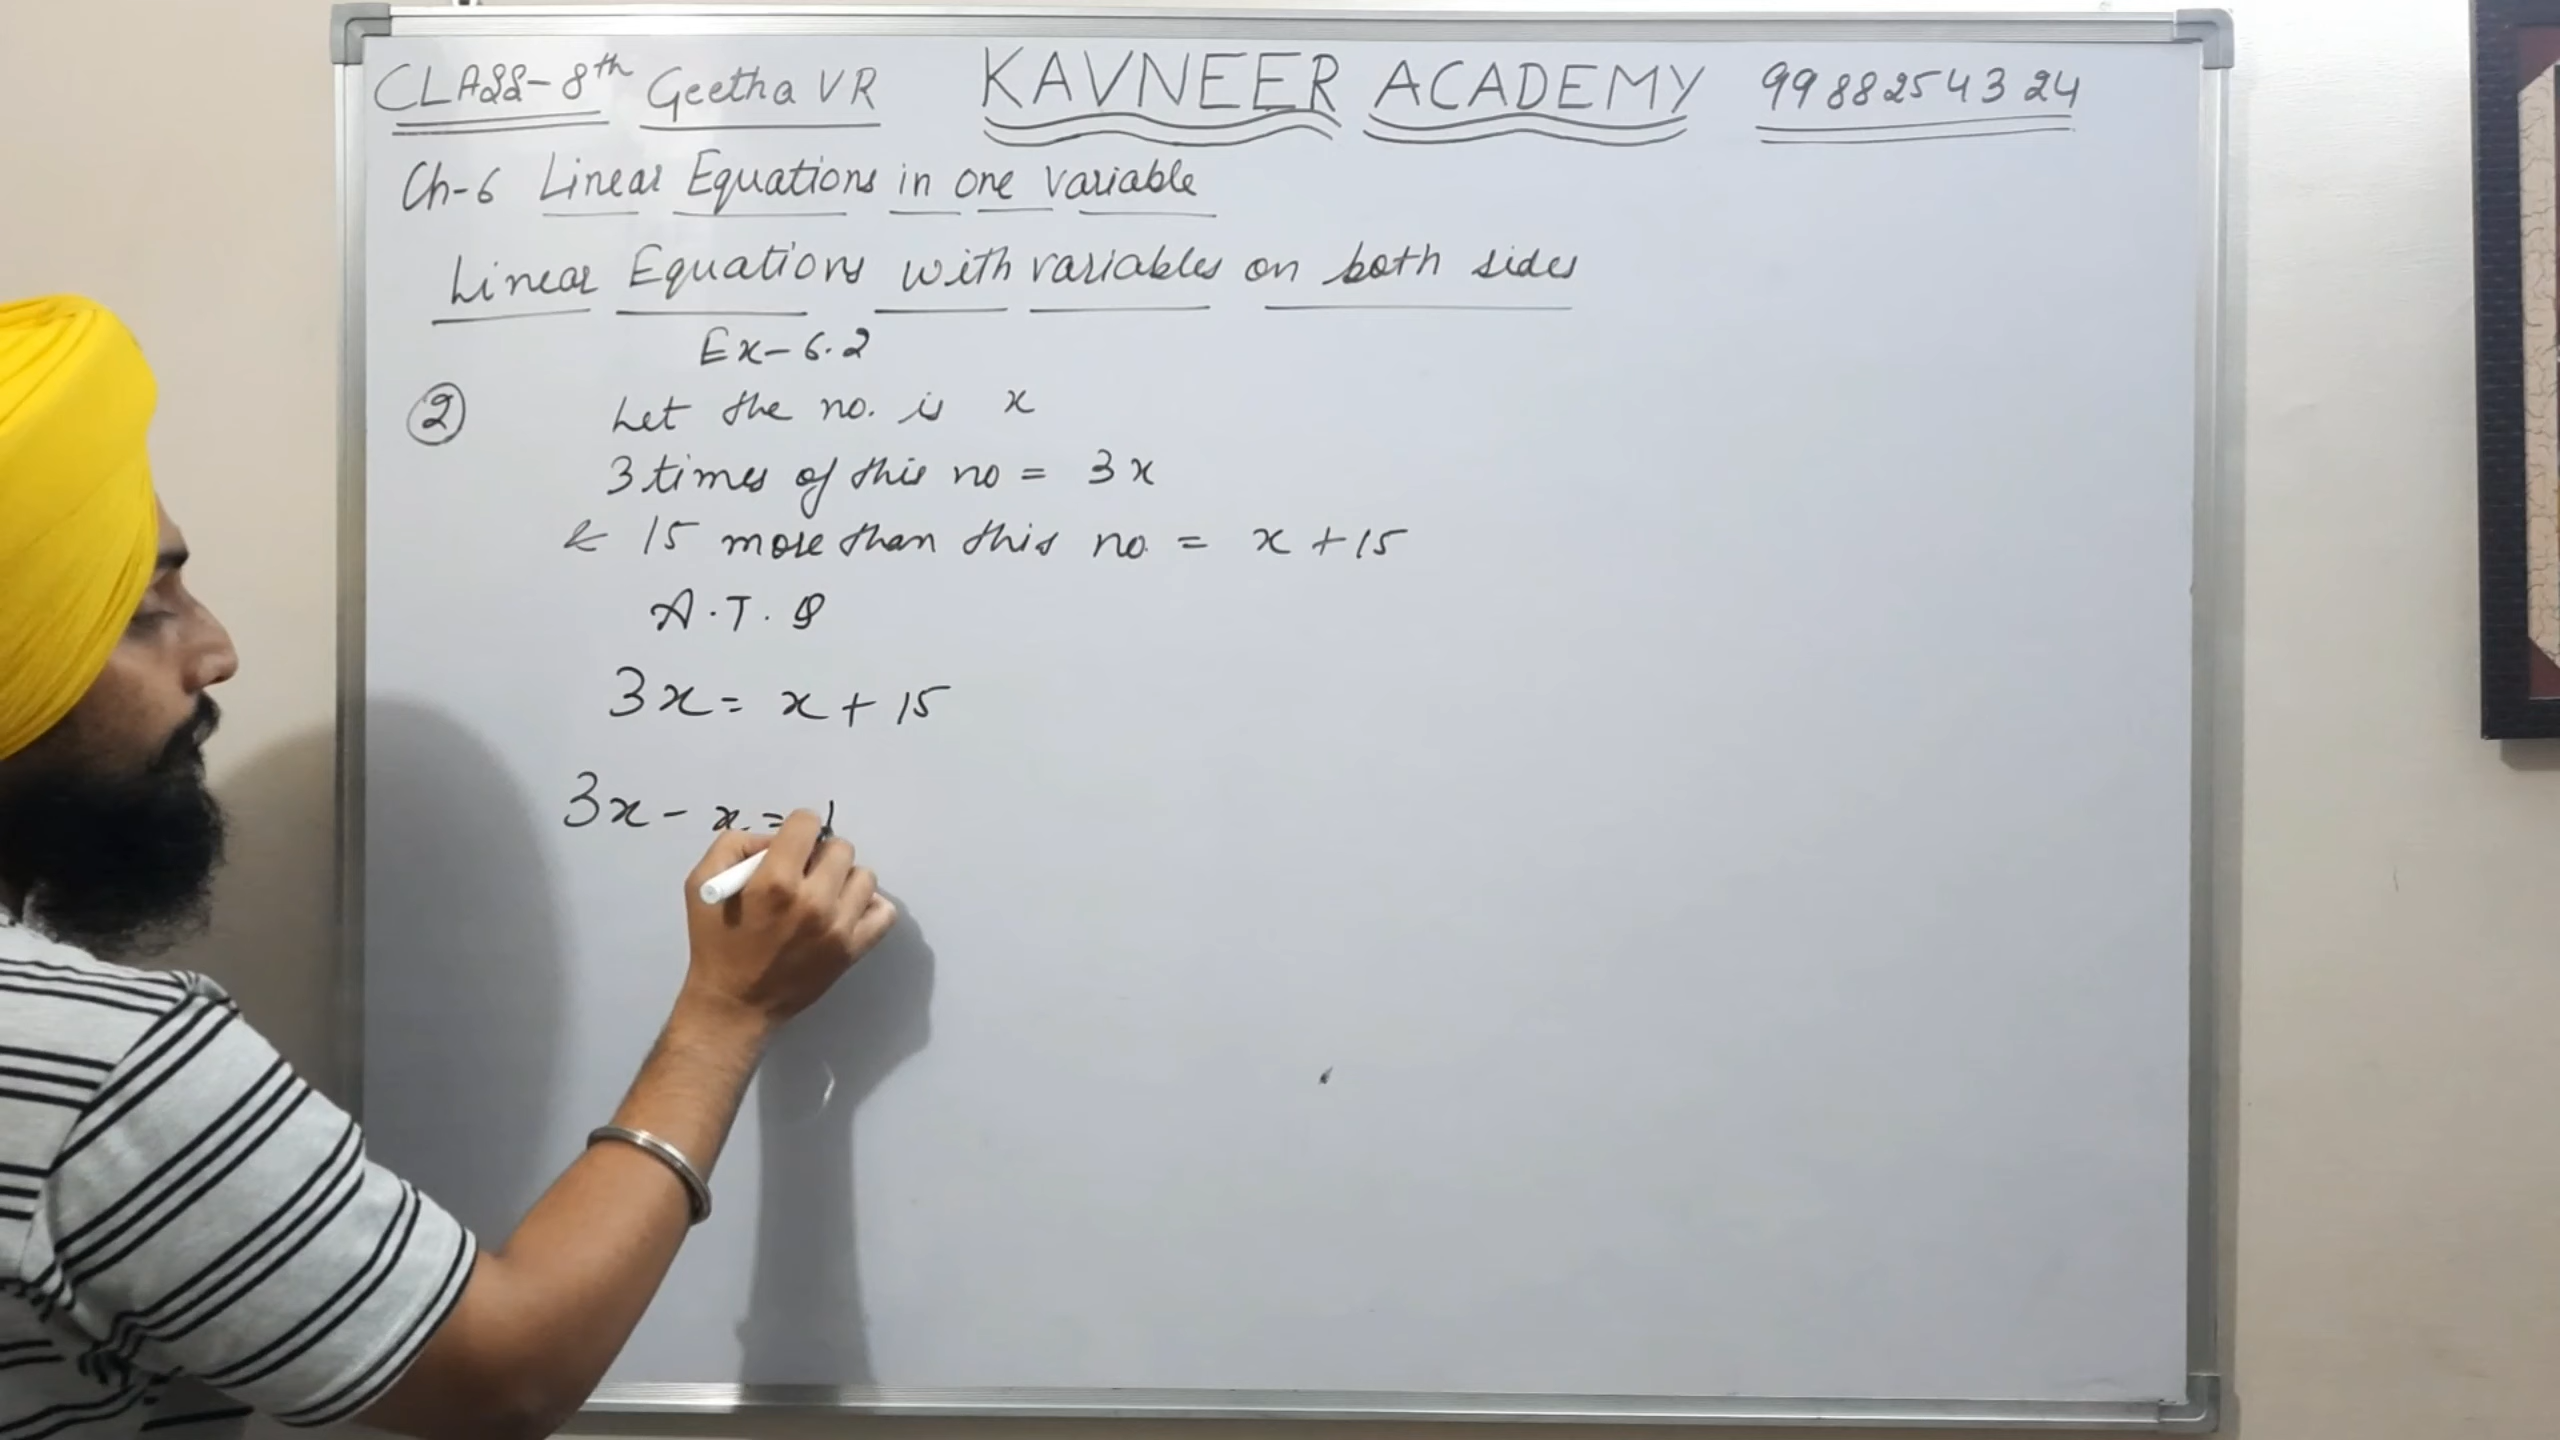 CLASS-8th Geetha VR KAVNEER ACADEMY 9988254324
Ch-6 Linear Equations in one variable
Linear Equations with variables on both sides
Ex-6.2
2 Let the no. is x
3 times of this no = 3x
& 15 more than this no. = x+15
A.T.Q
3x = x+15
3x - x = 1